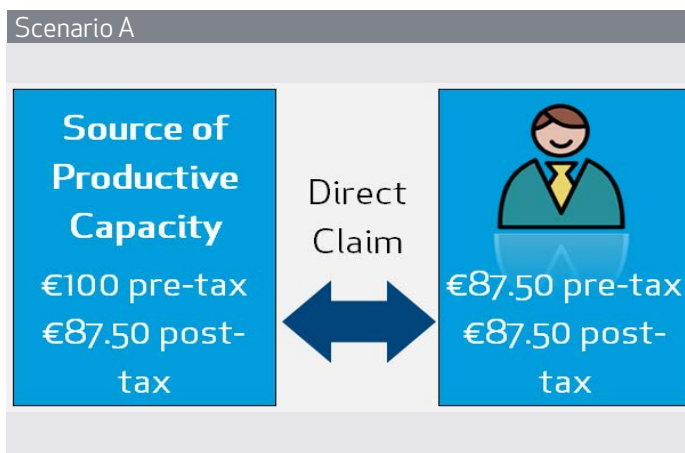 Scenario A
Source of
Productive
Capacity
€100 pre-tax
€87.50 post-
tax
Direct
Claim
€87.50 pre-tax
€87.50 post-
tax